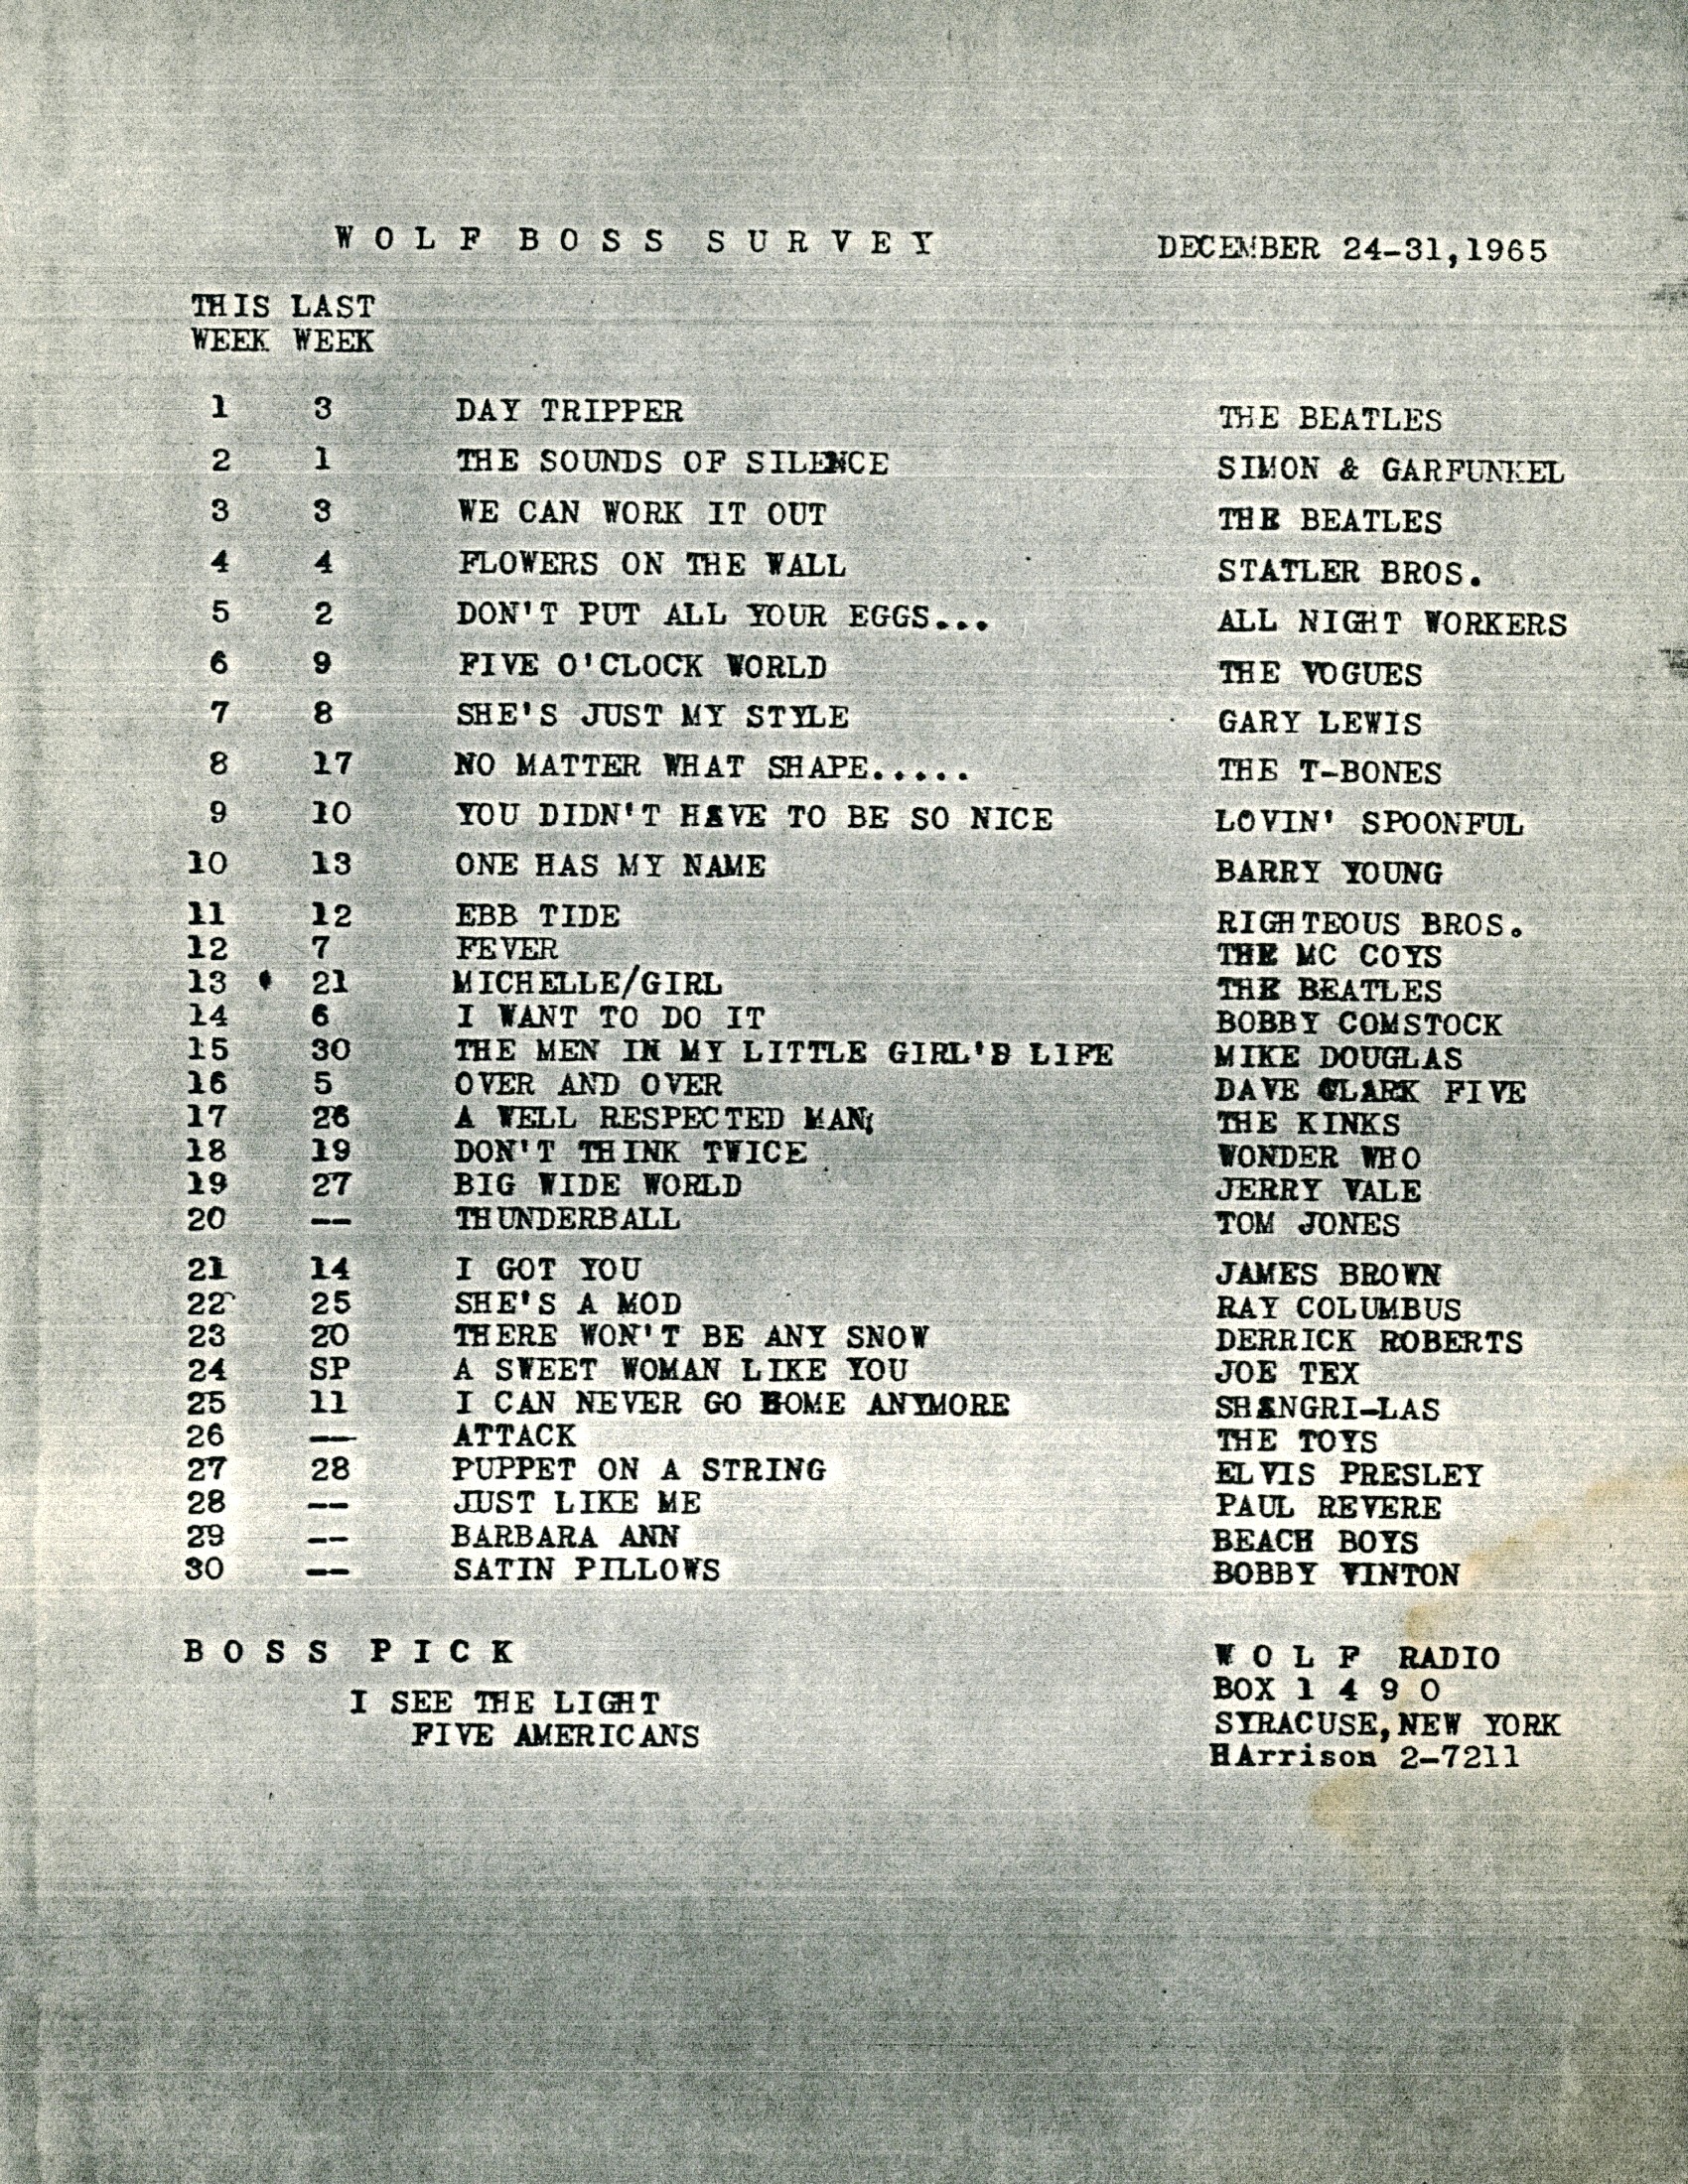 WOLF BOSS SURVEY DECEMBER 24-31,1965
THIS LAST
WEEK WEEK
1 3 DAY TRIPPER THE BEATLES
2 1 THE SOUNDS OF SILENCE SIMON & GARFUNKEL
3 3 WE CAN WORK IT OUT THE BEATLES
4 4 FLOWERS ON THE WALL STATLER BROS.
5 2 DON'T PUT ALL YOUR EGGS... ALL NIGHT WORKERS
6 9 FIVE O'CLOCK WORLD THE VOGUES
7 8 SHE'S JUST MY STYLE GARY LEWIS
8 17 NO MATTER WHAT SHAPE..... THE T-BONES
9 10 YOU DIDN'T HAVE TO BE SO NICE LOVIN' SPOONFUL
10 13 ONE HAS MY NAME BARRY YOUNG
11 12 EBB TIDE RIGHTEOUS BROS.
12 7 FEVER THE MC COYS
13 21 MICHELLE/GIRL THE BEATLES
14 6 I WANT TO DO IT BOBBY COMSTOCK
15 30 THE MEN IN MY LITTLE GIRL'S LIFE MIKE DOUGLAS
16 5 OVER AND OVER DAVE CLARK FIVE
17 26 A WELL RESPECTED MAN THE KINKS
18 19 DON'T THINK TWICE WONDER WHO
19 27 BIG WIDE WORLD JERRY VALE
20 -- THUNDERBALL TOM JONES
21 14 I GOT YOU JAMES BROWN
22 25 SHE'S A MOD RAY COLUMBUS
23 20 THERE WON'T BE ANY SNOW DERRICK ROBERTS
24 SP A SWEET WOMAN LIKE YOU JOE TEX
25 11 I CAN NEVER GO HOME ANYMORE SHANGRI-LAS
26 -- ATTACK THE TOYS
27 28 PUPPET ON A STRING ELVIS PRESLEY
28 -- JUST LIKE ME PAUL REVERE
29 -- BARBARA ANN BEACH BOYS
30 -- SATIN PILLOWS BOBBY VINTON
BOSS PICK
I SEE THE LIGHT
FIVE AMERICANS
WOLF RADIO
BOX 1490
SYRACUSE,NEW YORK
HArrison 2-7211